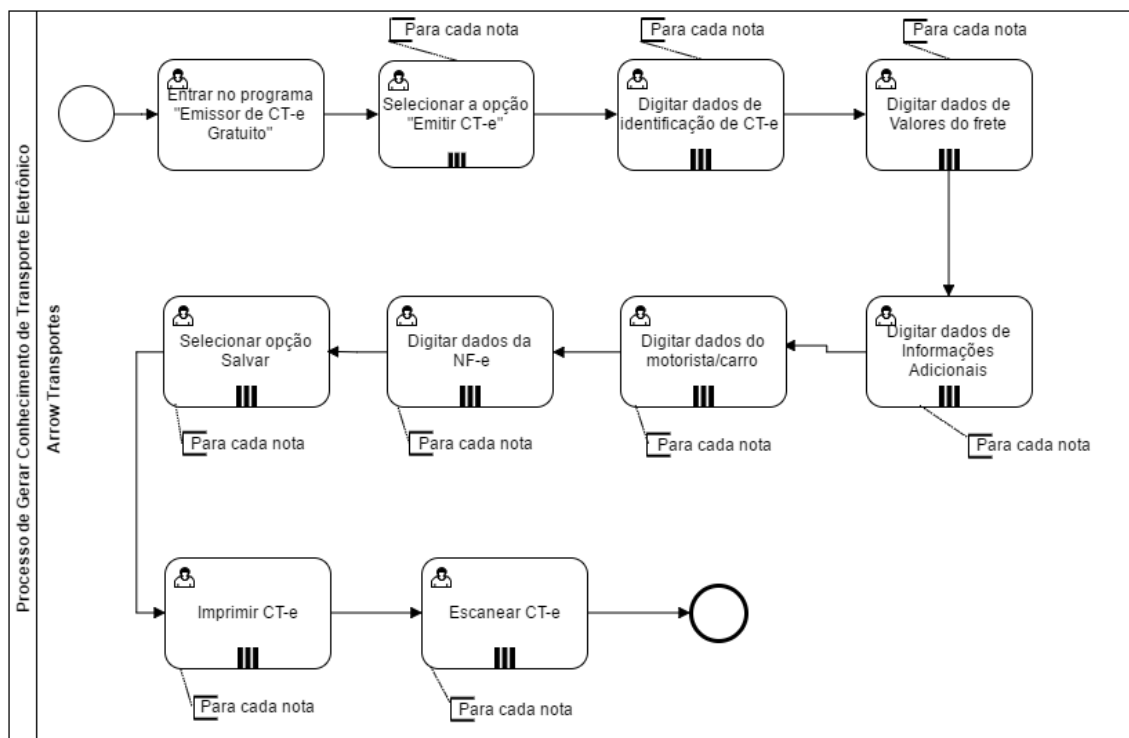 Processo de Gerar Conhecimento de Transporte Eletrônico
Arrow Transportes
Para cada nota
Para cada nota
Para cada nota
Entrar no programa
"Emissor de CT-e
Gratuito"
Selecionar a opção
"Emitir CT-e"
Digitar dados de
identificação de CT-e
Digitar dados de
Valores do frete
Selecionar opção
Salvar
Digitar dados da
NF-e
Digitar dados do
motorista/carro
Digitar dados de
Informações
Adicionais
Para cada nota
Para cada nota
Para cada nota
Para cada nota
Imprimir CT-e
Escanear CT-e
Para cada nota
Para cada nota